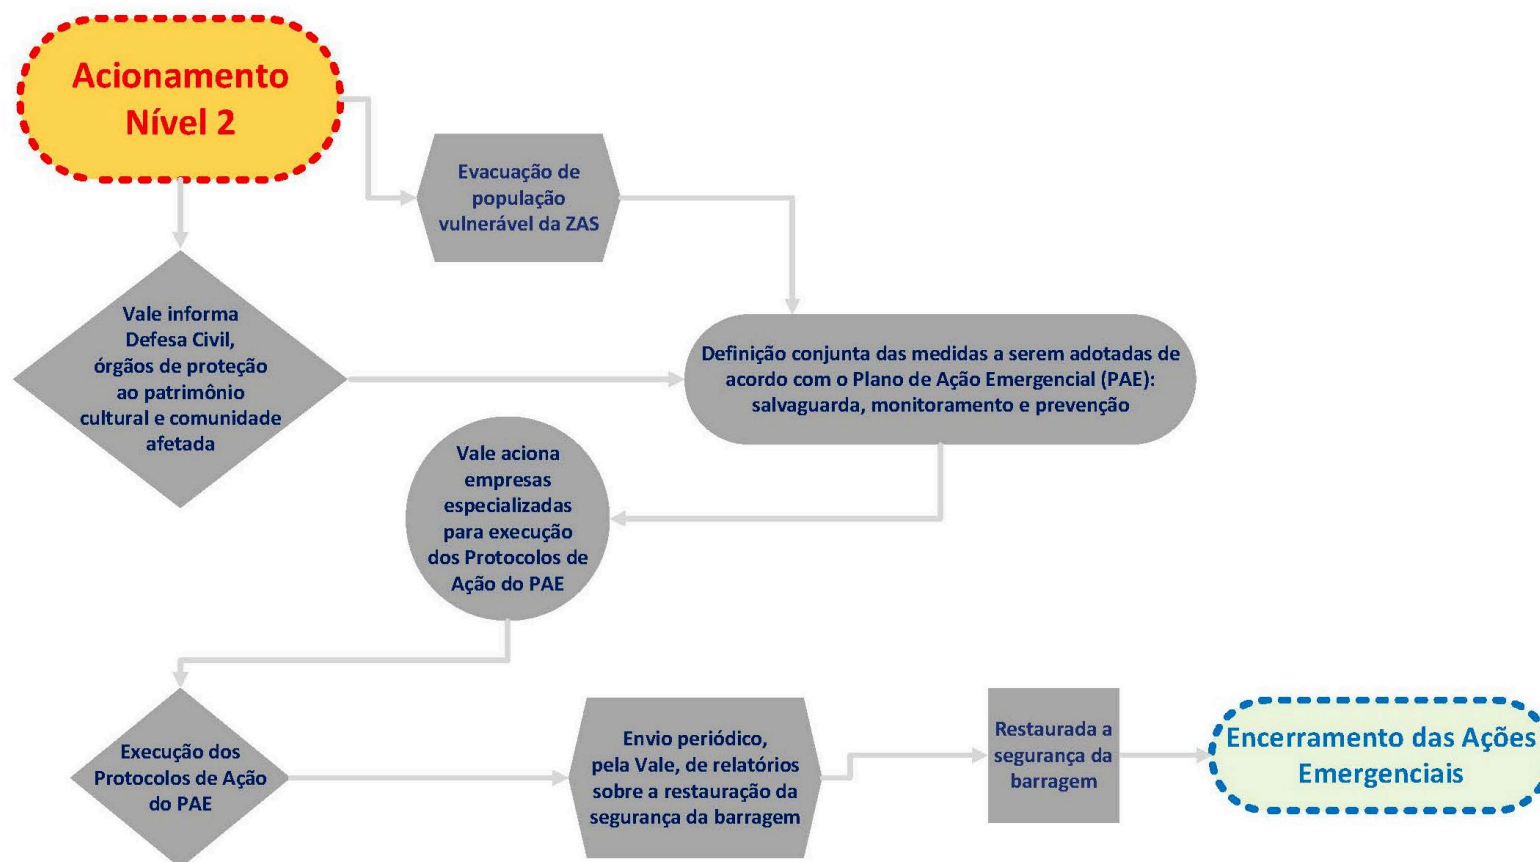 Acionamento
Nível 2
Evacuação de
população
vulnerável da ZAS
Vale informa
Defesa Civil,
órgãos de proteção
ao patrimônio
cultural e comunidade
afetada
Definição conjunta das medidas a serem adotadas de
acordo com o Plano de Ação Emergencial (PAE):
salvaguarda, monitoramento e prevenção
Vale aciona
empresas
especializadas
para execução
dos Protocolos de
Ação do PAE
Execução dos
Protocolos de Ação
do PAE
Envio periódico,
pela Vale, de relatórios
sobre a restauração da
segurança da barragem
Restaurada a
segurança da
barragem
Encerramento das Ações
Emergenciais